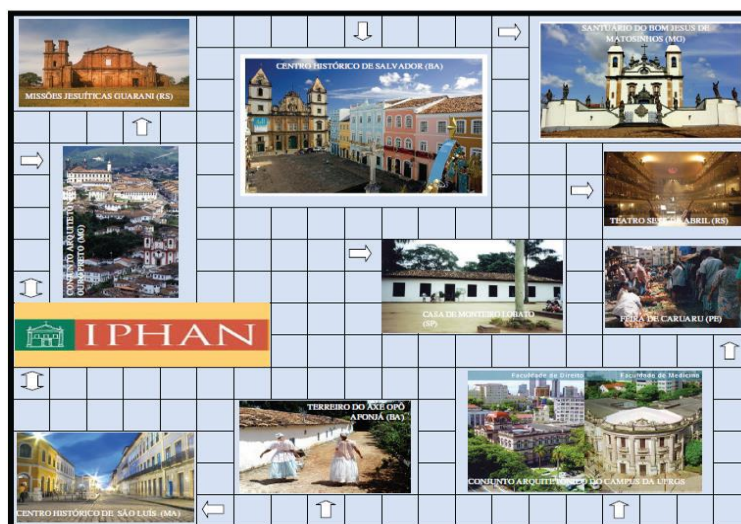 MISSÕES JESUÍTICAS GUARANI (RS)
CENTRO HISTÓRICO DE SALVADOR (BA)
SANTUÁRIO DO BOM JESUS DE
MATOSINHOS (MG)
CONJUNTO ARQUITETÔNICO
OURO PRETO (MG)
TEATRO SETE DE ABRIL (RS)
CASA DE MONTEIRO LOBATO
(SP)
FEIRA DE CARUARU (PE)
IPHAN
TERREIRO DO AXE OPÔ
AFONJÁ (BA)
Faculdade de Direito
Faculdade de Medicina
CONJUNTO ARQUITETÔNICO DO CAMPUS DA UFRGS
CENTRO HISTÓRICO DE SÃO LUÍS (MA)